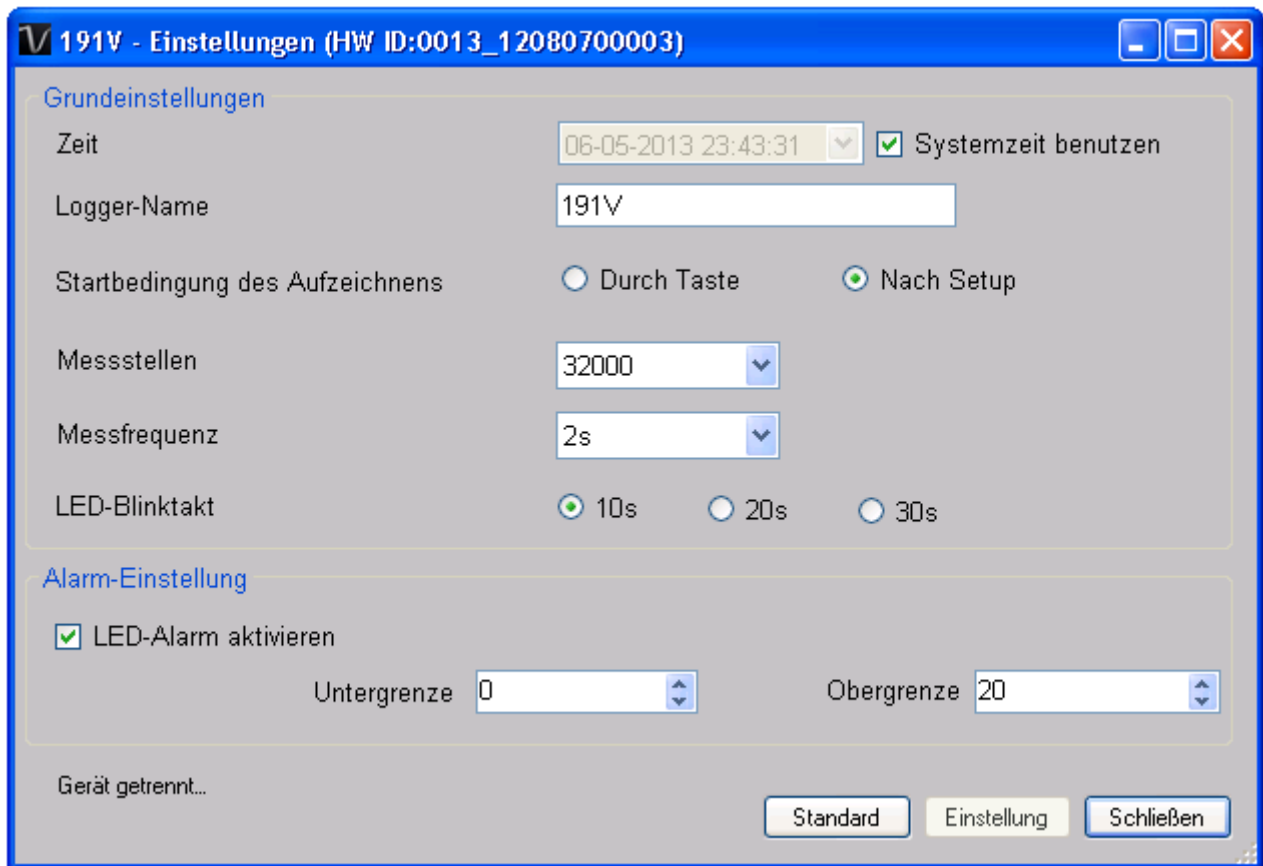 191V - Einstellungen (HW ID:0013_12080700003)
Grundeinstellungen
Zeit 06-05-2013 23:43:31 Systemzeit benutzen
Logger-Name 191V
Startbedingung des Aufzeichnens Durch Taste Nach Setup
Messstellen 32000
Messfrequenz 2s
LED-Blinktakt 10s 20s 30s
Alarm-Einstellung
LED-Alarm aktivieren
Untergrenze 0 Obergrenze 20
Gerät getrennt...
Standard Einstellung Schließen